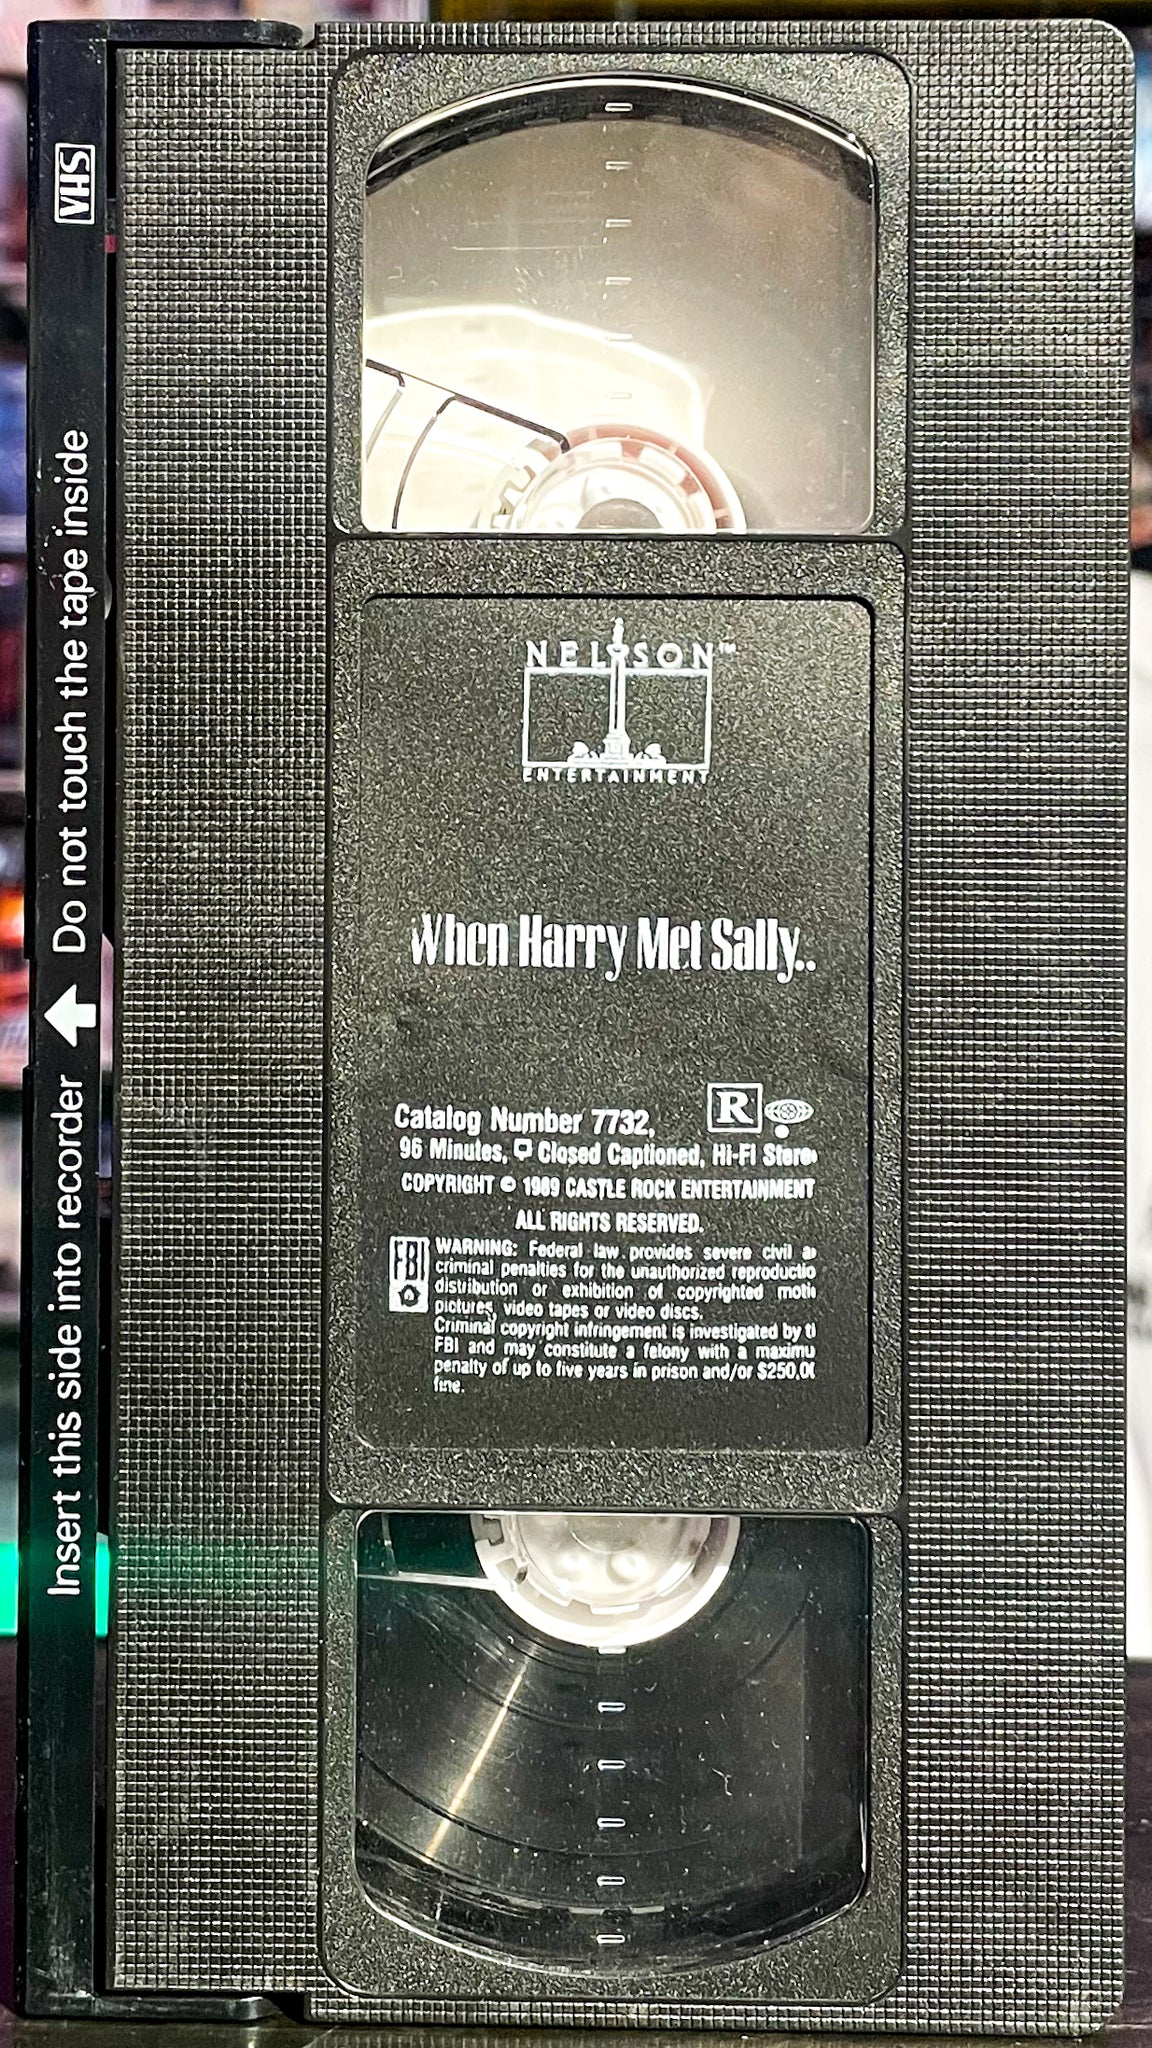 VHS
Do not touch the tape inside
Insert this side into recorder
NELSON™
ENTERTAINMENT
When Harry Met Sally..
R
Catalog Number 7732,
96 Minutes, Closed Captioned, Hi-Fi Stereo
COPYRIGHT © 1989 CASTLE ROCK ENTERTAINMENT
ALL RIGHTS RESERVED.
FBI
WARNING: Federal law provides severe civil a
criminal penalties for the unauthorized reproductio
distribution or exhibition of copyrighted moti
pictures, video tapes or video discs.
Criminal copyright infringement is investigated by t
FBI and may constitute a felony with a maximu
penalty of up to five years in prison and/or $250,00
fine.